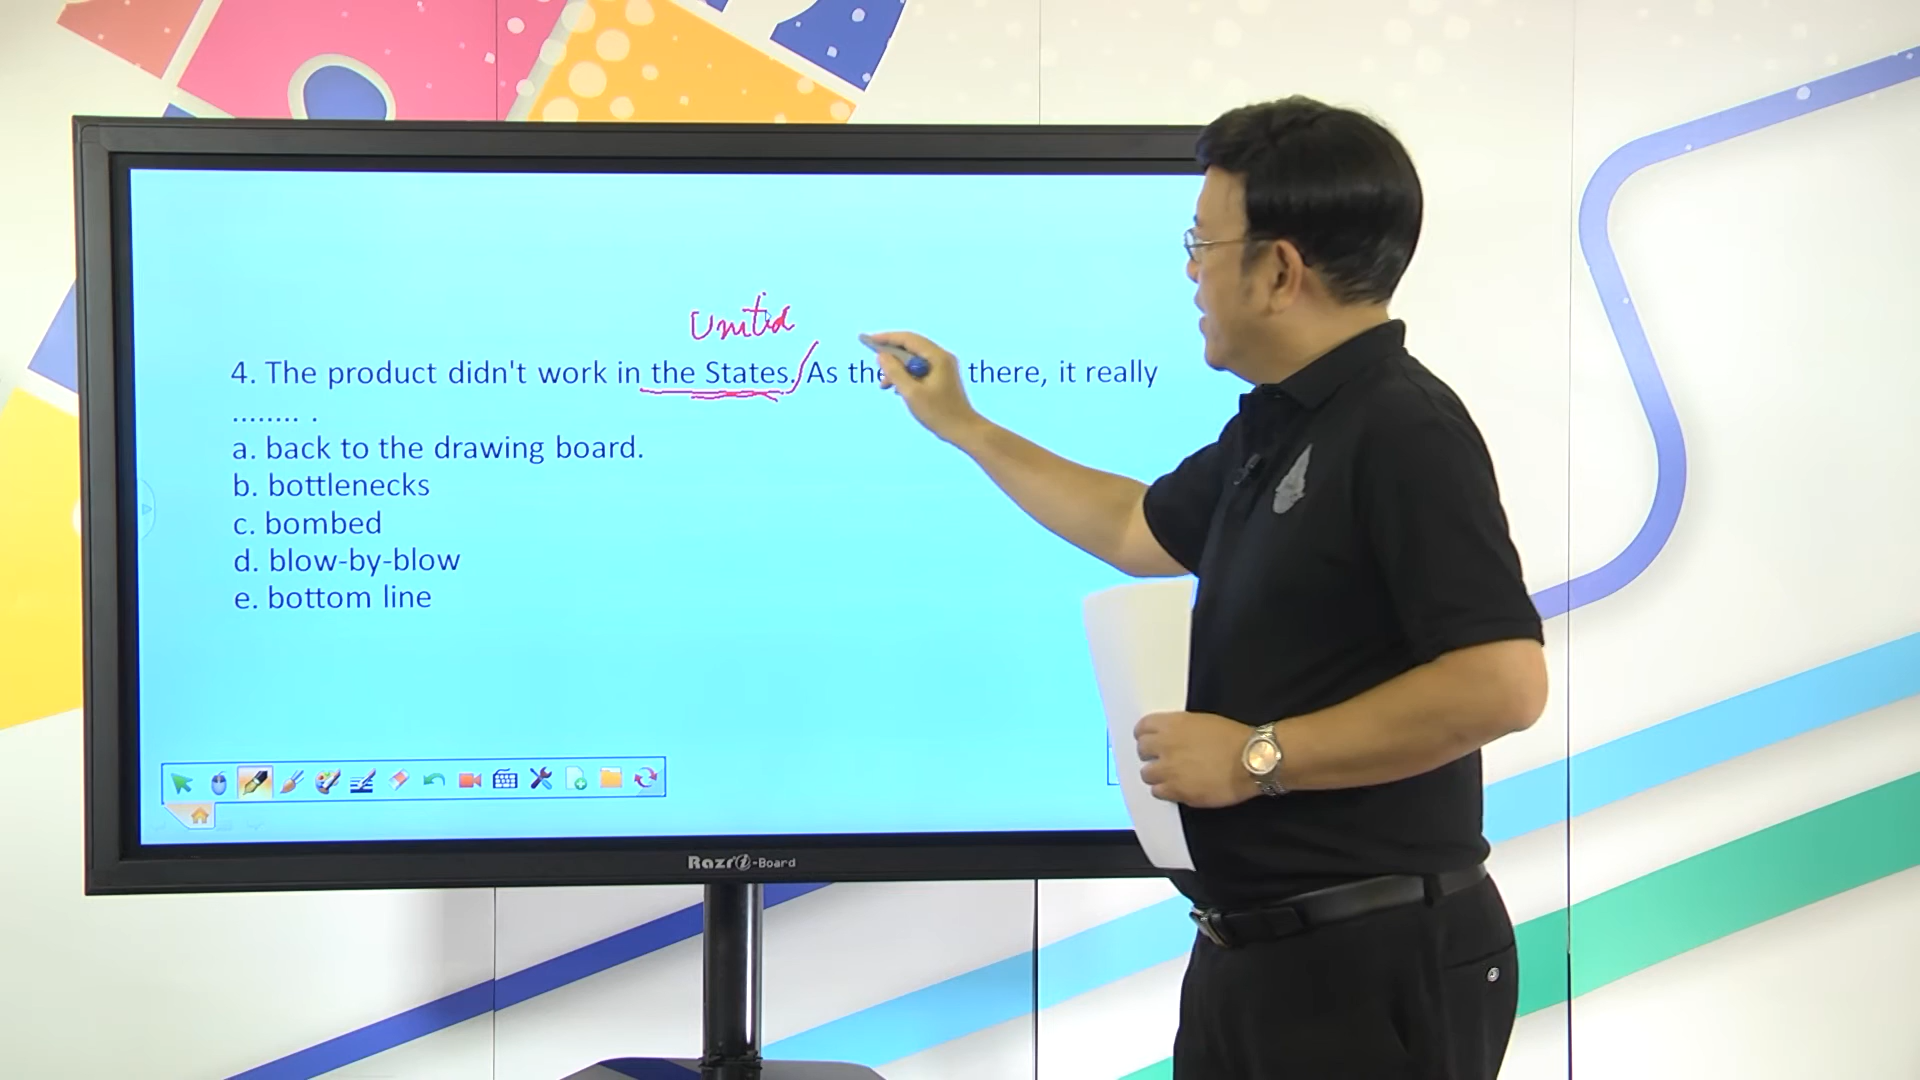 United
4. The product didn't work in the States. As the there, it really
........ .
a. back to the drawing board.
b. bottlenecks
c. bombed
d. blow-by-blow
e. bottom line
Razr i-Board